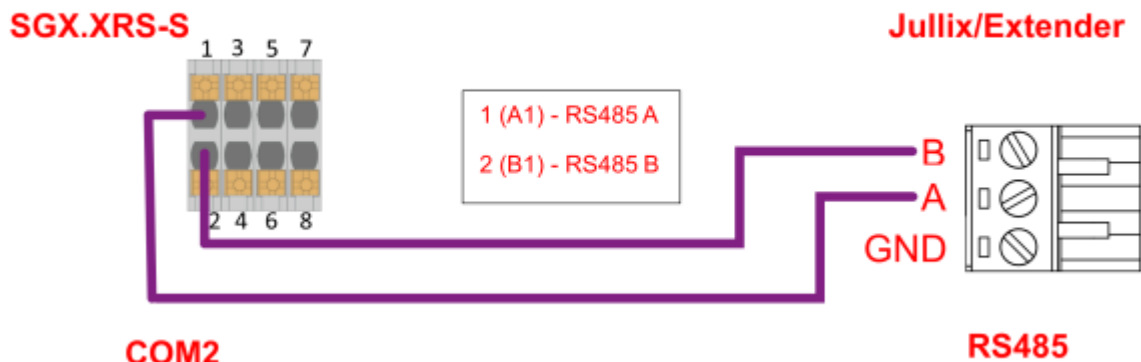 SGX.XRS-S
Jullix/Extender
1 3 5 7
1 (A1) - RS485 A
2 (B1) - RS485 B
B
A
GND
2 4 6 8
COM2
RS485